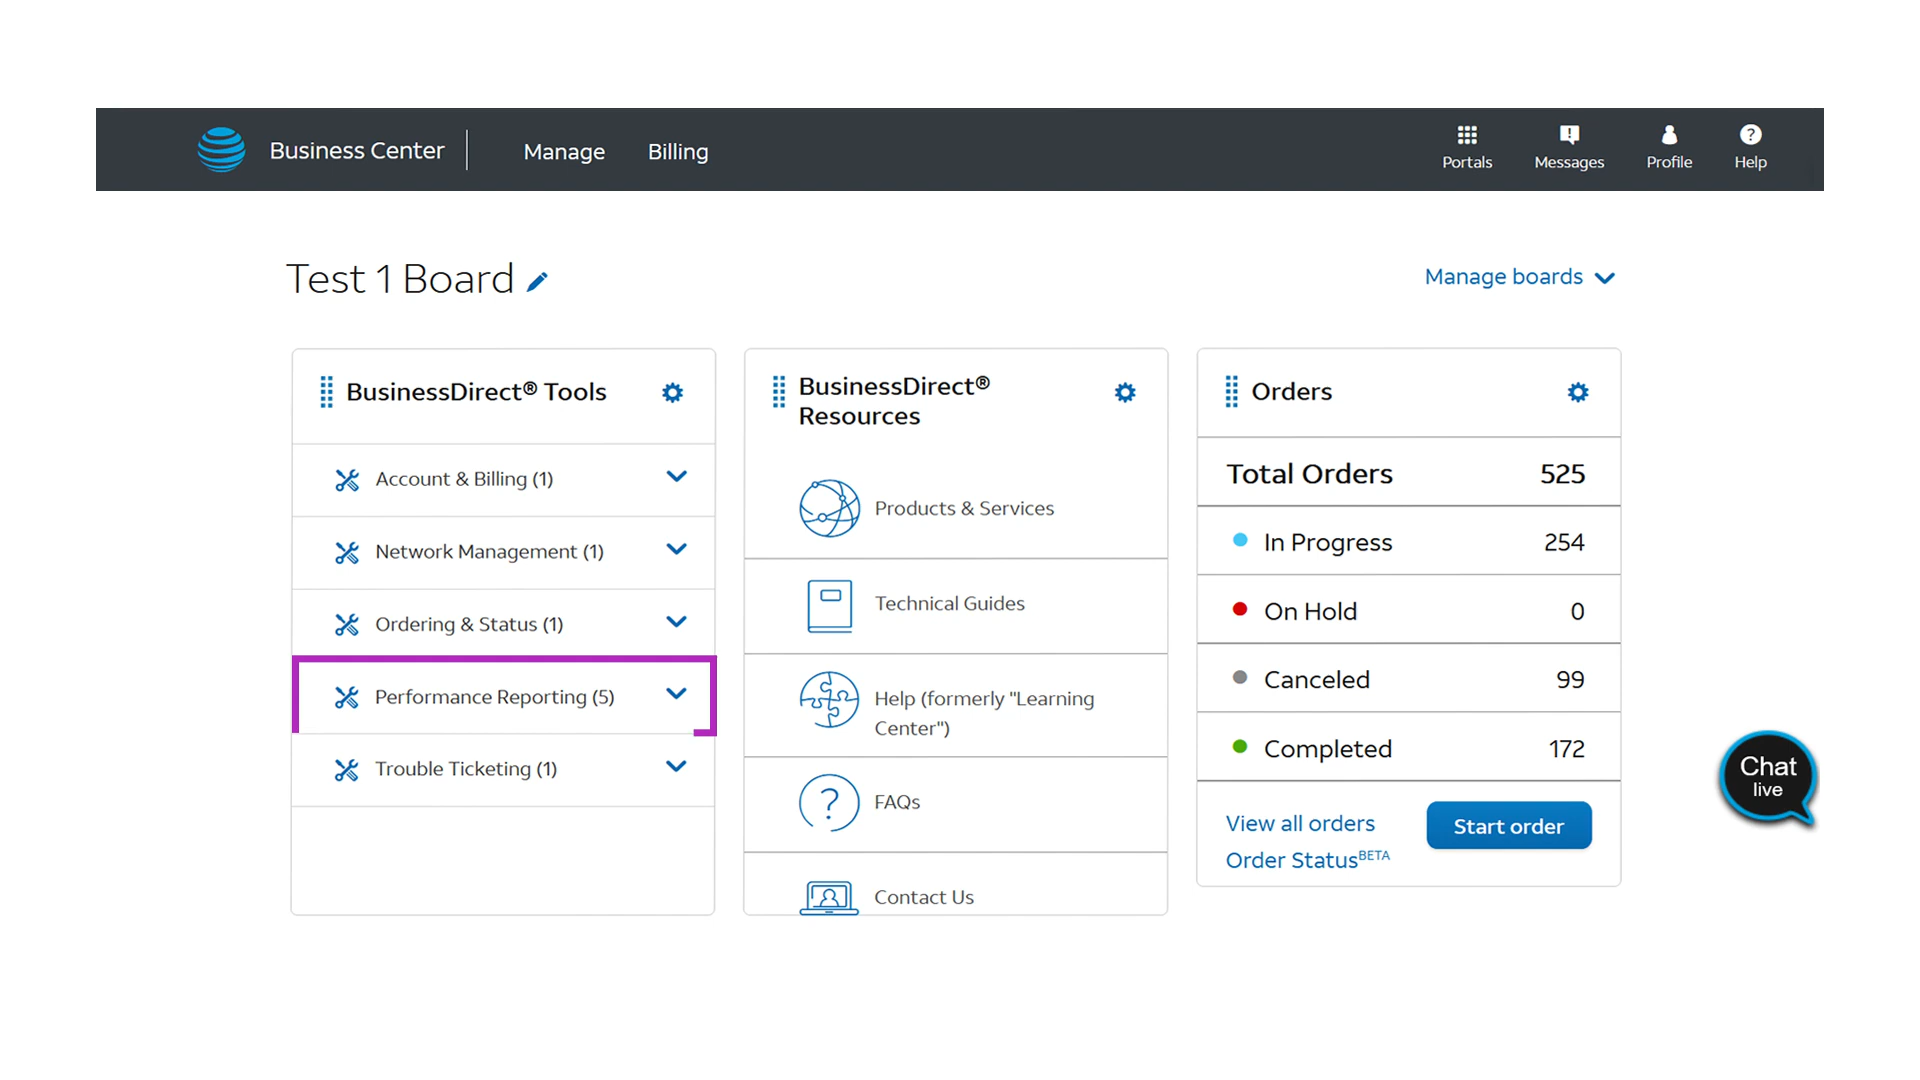 Business Center
Manage
Billing
Portals
!
Messages
Profile
?
Help
Test 1 Board
Manage boards
BusinessDirect® Tools
Account & Billing (1)
Network Management (1)
Ordering & Status (1)
Performance Reporting (5)
Trouble Ticketing (1)
BusinessDirect®
Resources
Products & Services
Technical Guides
Help (formerly "Learning
Center")
?
FAQs
Contact Us
Orders
Total Orders 525
In Progress 254
On Hold 0
Canceled 99
Completed 172
View all orders
Order StatusBETA
Start order
Chat
live